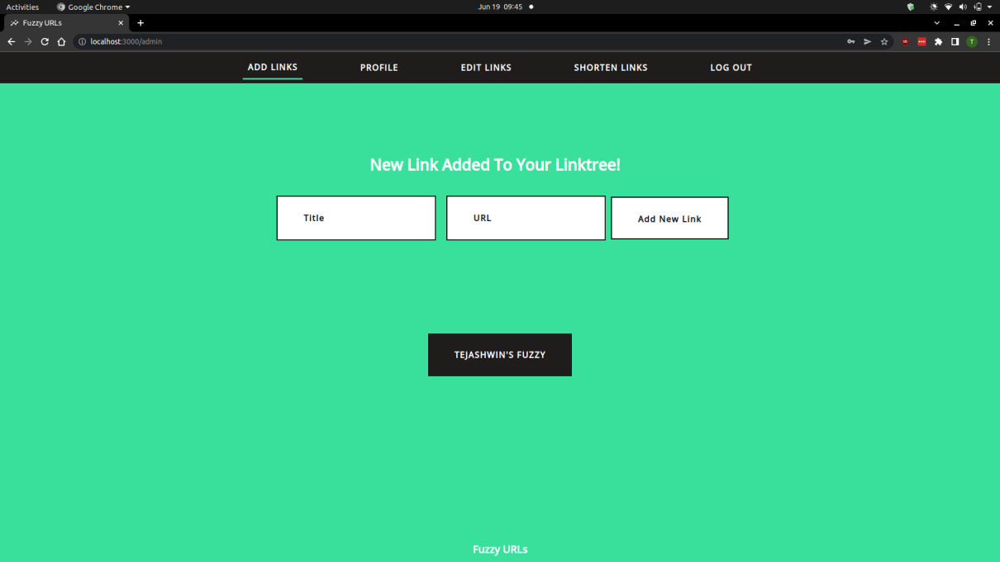 Activities
Google Chrome
Jun 19 09:45
Fuzzy URLs
localhost:3000/admin
T
ADD LINKS
PROFILE
EDIT LINKS
SHORTEN LINKS
LOG OUT
New Link Added To Your Linktree!
Title
URL
Add New Link
TEJASHWIN'S FUZZY
Fuzzy URLs